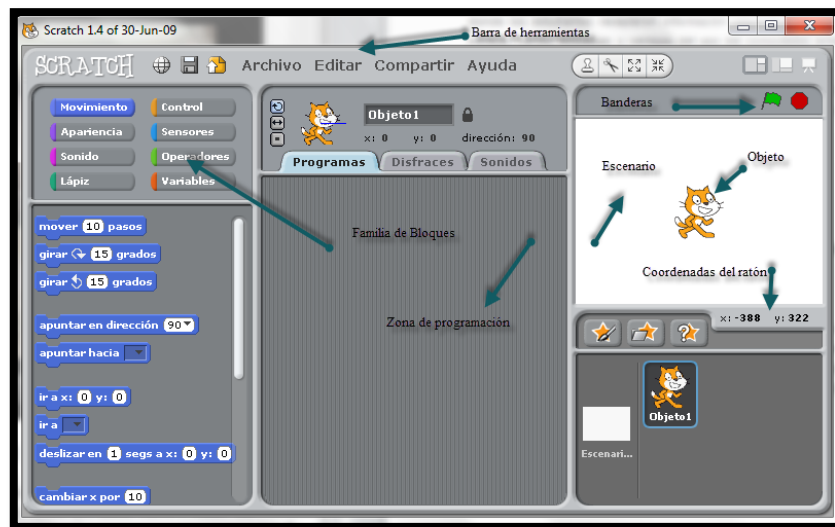 Scratch 1.4 of 30-Jun-09
Barra de herramientas
SCRATCH Archivo Editar Compartir Ayuda
Movimiento Control
Apariencia Sensores
Sonido Operadores
Lápiz Variables
Objeto1
x: 0 y: 0 dirección: 90
Programas Disfraces Sonidos
Banderas
Escenario Objeto
Coordenadas del ratón
x: -388 y: 322
Familia de Bloques
Zona de programación
mover 10 pasos
girar 15 grados
girar 15 grados
apuntar en dirección 90
apuntar hacia
ir a x: 0 y: 0
ir a
deslizar en 1 segs a x: 0 y: 0
cambiar x por 10
Objeto1
Escenari...